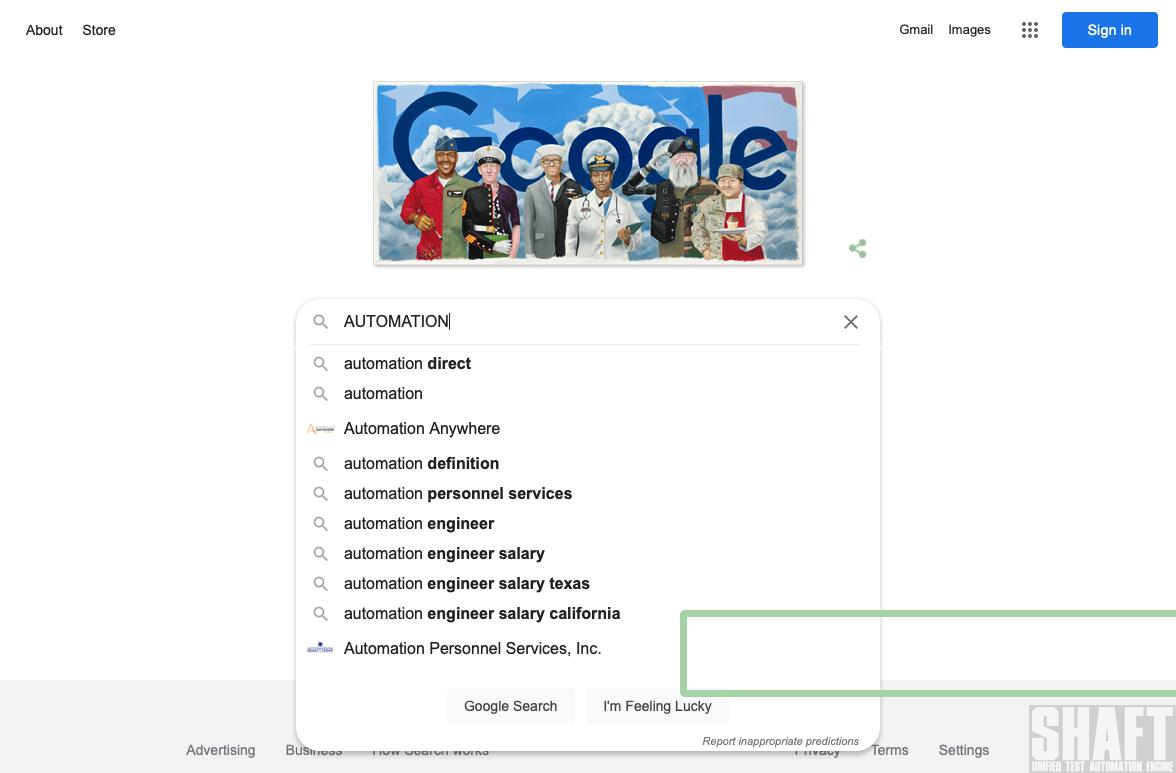 About Store
Gmail Images Sign in
Google
AUTOMATION
automation direct
automation
Automation Anywhere
automation definition
automation personnel services
automation engineer
automation engineer salary
automation engineer salary texas
automation engineer salary california
Automation Personnel Services, Inc.
Google Search I'm Feeling Lucky
Report inappropriate predictions
Advertising Business How Search works Privacy Terms Settings
SHAFT
UNIFIED TEST AUTOMATION ENGINE